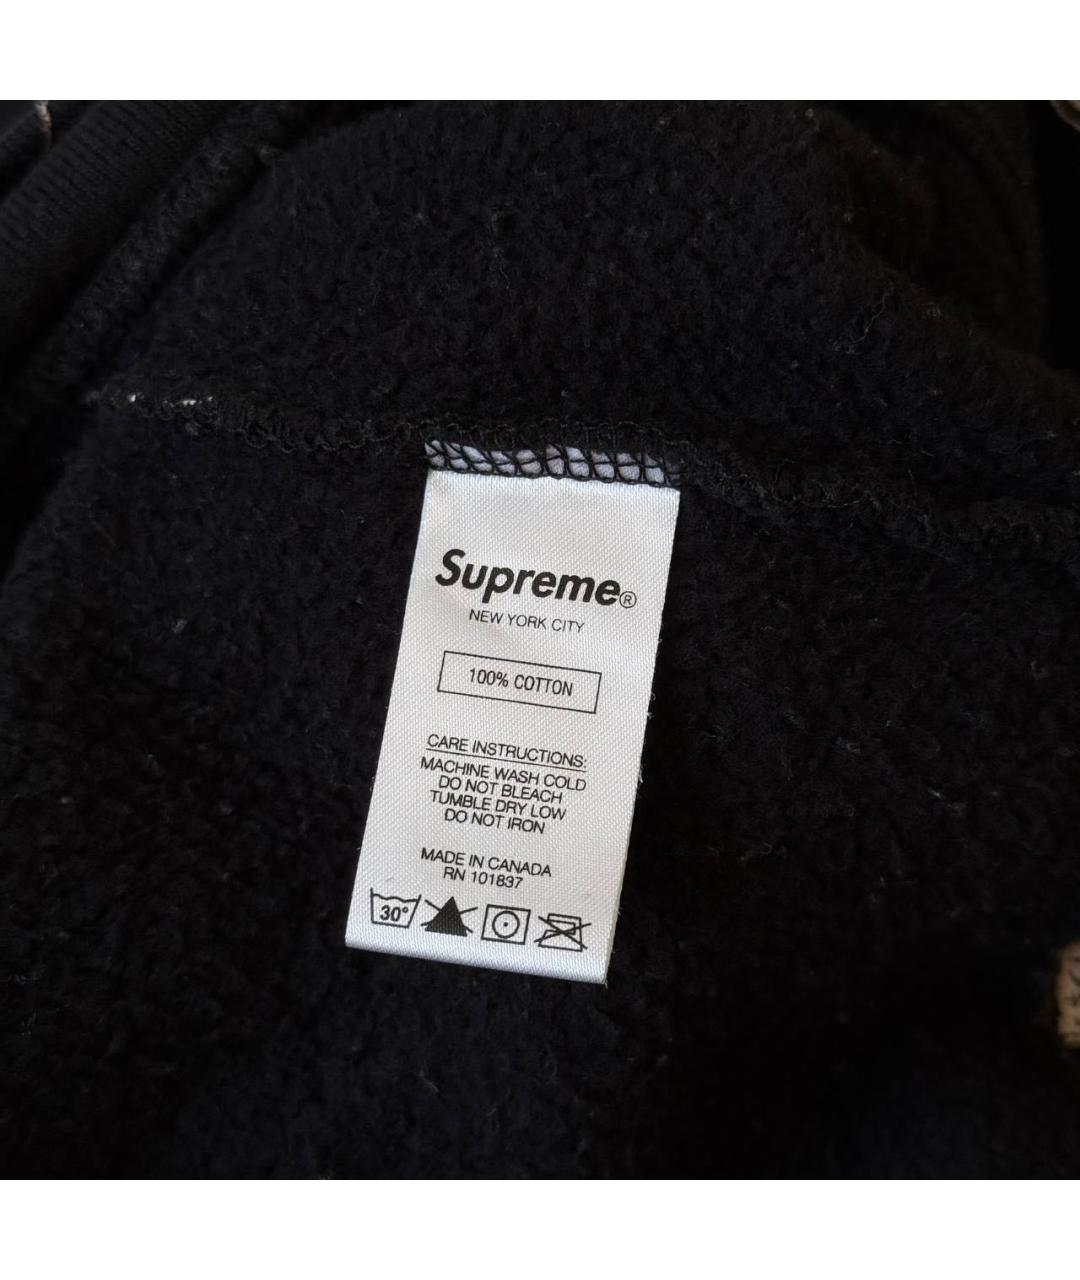 Supreme®
NEW YORK CITY
100% COTTON
CARE INSTRUCTIONS:
MACHINE WASH COLD
DO NOT BLEACH
TUMBLE DRY LOW
DO NOT IRON
MADE IN CANADA
RN 101837
30°